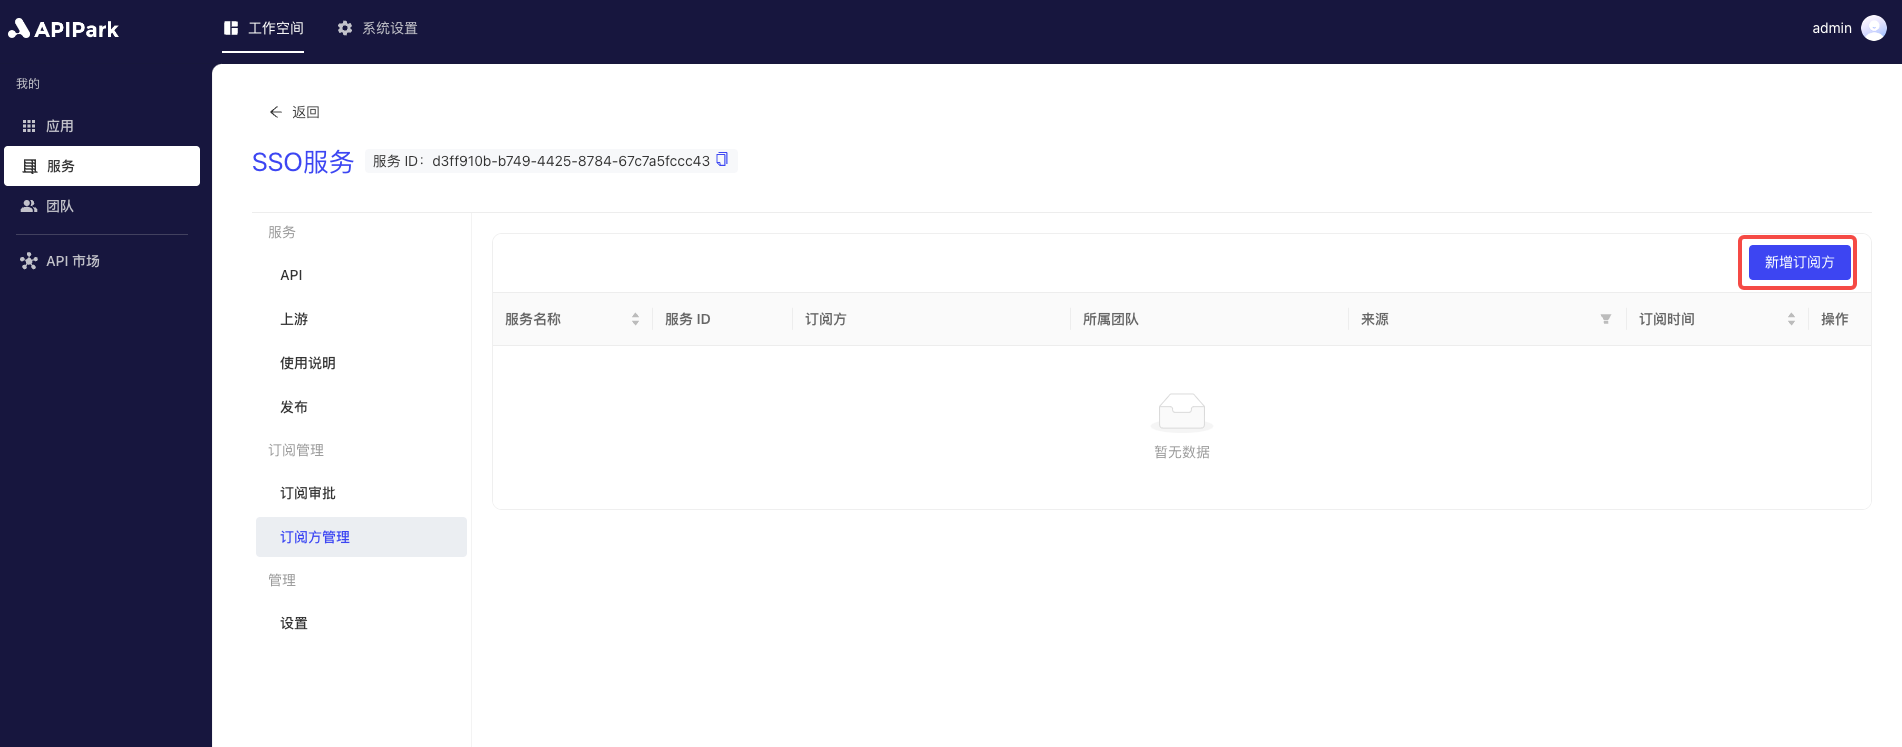 APIPark
工作空间
系统设置
admin
我的
应用
服务
团队
API 市场
返回
SSO服务
服务 ID：d3ff910b-b749-4425-8784-67c7a5fccc43
服务
API
上游
使用说明
发布
订阅管理
订阅审批
订阅方管理
管理
设置
新增订阅方
服务名称 服务 ID 订阅方 所属团队 来源 订阅时间 操作
暂无数据